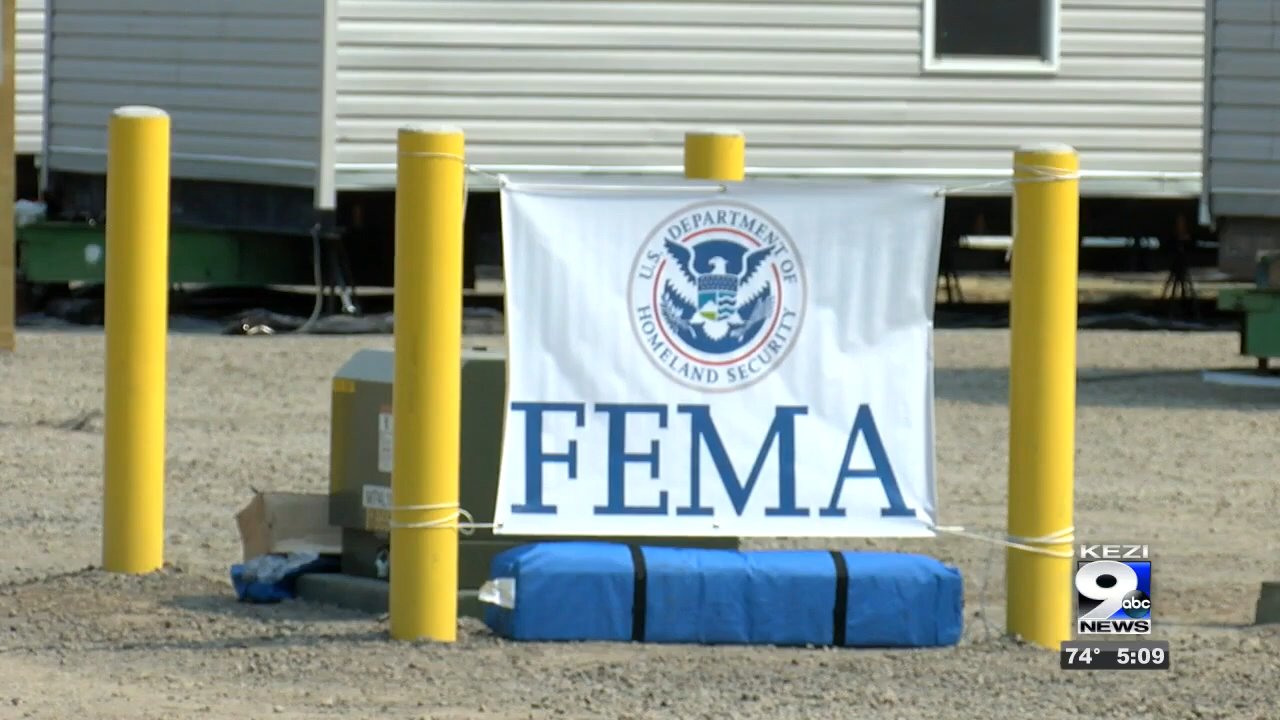 U.S. DEPARTMENT OF
HOMELAND SECURITY
FEMA
KEZI
9
abc
NEWS
74° 5:09